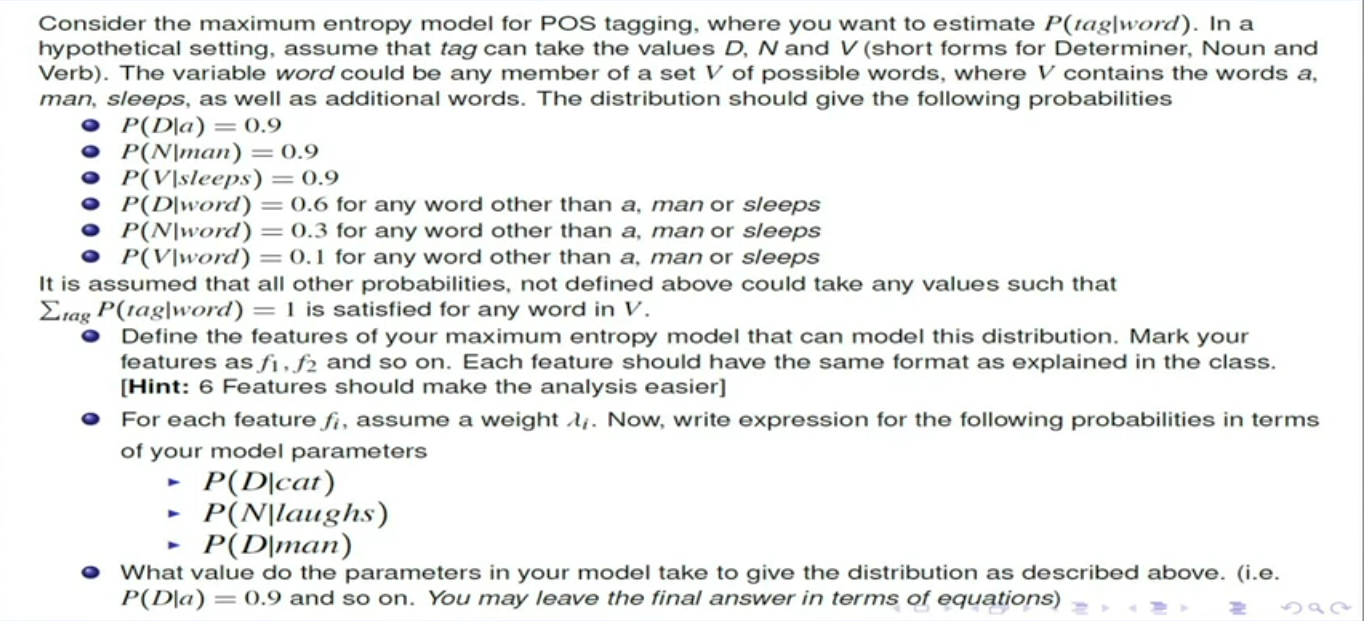 Consider the maximum entropy model for POS tagging, where you want to estimate P(tag|word). In a
hypothetical setting, assume that tag can take the values D, N and V (short forms for Determiner, Noun and
Verb). The variable word could be any member of a set V of possible words, where V contains the words a,
man, sleeps, as well as additional words. The distribution should give the following probabilities
P(D|a) = 0.9
P(N|man) = 0.9
P(V|sleeps) = 0.9
P(D|word) = 0.6 for any word other than a, man or sleeps
P(N|word) = 0.3 for any word other than a, man or sleeps
P(V|word) = 0.1 for any word other than a, man or sleeps
It is assumed that all other probabilities, not defined above could take any values such that
∑tag P(tag|word) = 1 is satisfied for any word in V.
Define the features of your maximum entropy model that can model this distribution. Mark your
features as f1, f2 and so on. Each feature should have the same format as explained in the class.
[Hint: 6 Features should make the analysis easier]
For each feature fi, assume a weight λi. Now, write expression for the following probabilities in terms
of your model parameters
P(D|cat)
P(N|laughs)
P(D|man)
What value do the parameters in your model take to give the distribution as described above. (i.e.
P(D|a) = 0.9 and so on. You may leave the final answer in terms of equations)